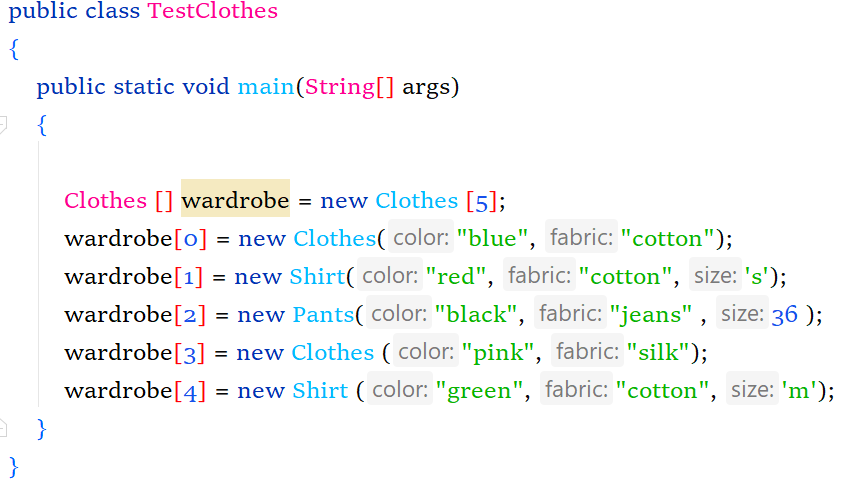 public class TestClothes
{
public static void main(String[] args)
{
Clothes [] wardrobe = new Clothes [5];
wardrobe[0] = new Clothes( color: "blue", fabric: "cotton");
wardrobe[1] = new Shirt( color: "red", fabric: "cotton", size: 's');
wardrobe[2] = new Pants( color: "black", fabric: "jeans" , size: 36 );
wardrobe[3] = new Clothes ( color: "pink", fabric: "silk");
wardrobe[4] = new Shirt ( color: "green", fabric: "cotton", size: 'm');
}
}